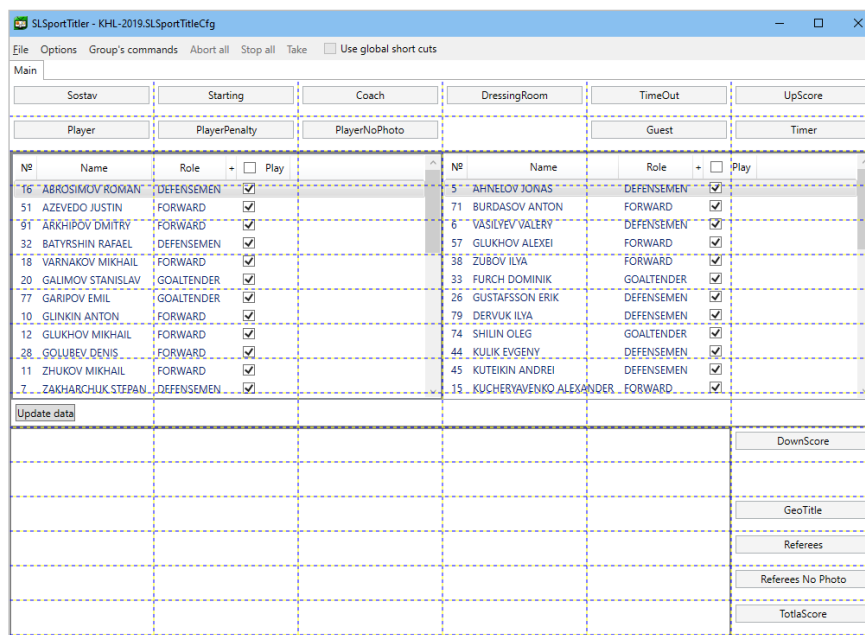 SLSportTitler - KHL-2019.SLSportTitleCfg
File Options Group's commands Abort all Stop all Take Use global short cuts
Main
Sostav Starting Coach DressingRoom TimeOut UpScore
Player PlayerPenalty PlayerNoPhoto Guest Timer
Nº Name Role + Play Nº Name Role + Play
16 ABROSIMOV ROMAN DEFENSEMEN 5 AHNELOV JONAS DEFENSEMEN
51 AZEVEDO JUSTIN FORWARD 71 BURDASOV ANTON FORWARD
91 ARKHIPOV DMITRY FORWARD 6 VASILYEV VALERY DEFENSEMEN
32 BATYRSHIN RAFAEL DEFENSEMEN 57 GLUKHOV ALEXEI FORWARD
18 VARNAKOV MIKHAIL FORWARD 38 ZUBOV ILYA FORWARD
20 GALIMOV STANISLAV GOALTENDER 33 FURCH DOMINIK GOALTENDER
77 GARIPOV EMIL GOALTENDER 26 GUSTAFSSON ERIK DEFENSEMEN
10 GLINKIN ANTON FORWARD 79 DERVUK ILYA DEFENSEMEN
12 GLUKHOV MIKHAIL FORWARD 74 SHILIN OLEG GOALTENDER
28 GOLUBEV DENIS FORWARD 44 KULIK EVGENY DEFENSEMEN
11 ZHUKOV MIKHAIL FORWARD 45 KUTEIKIN ANDREI DEFENSEMEN
7 ZAKHARCHUK STEPAN DEFENSEMEN 15 KUCHERYAVENKO ALEXANDER FORWARD
Update data
DownScore
GeoTitle
Referees
Referees No Photo
TotlaScore